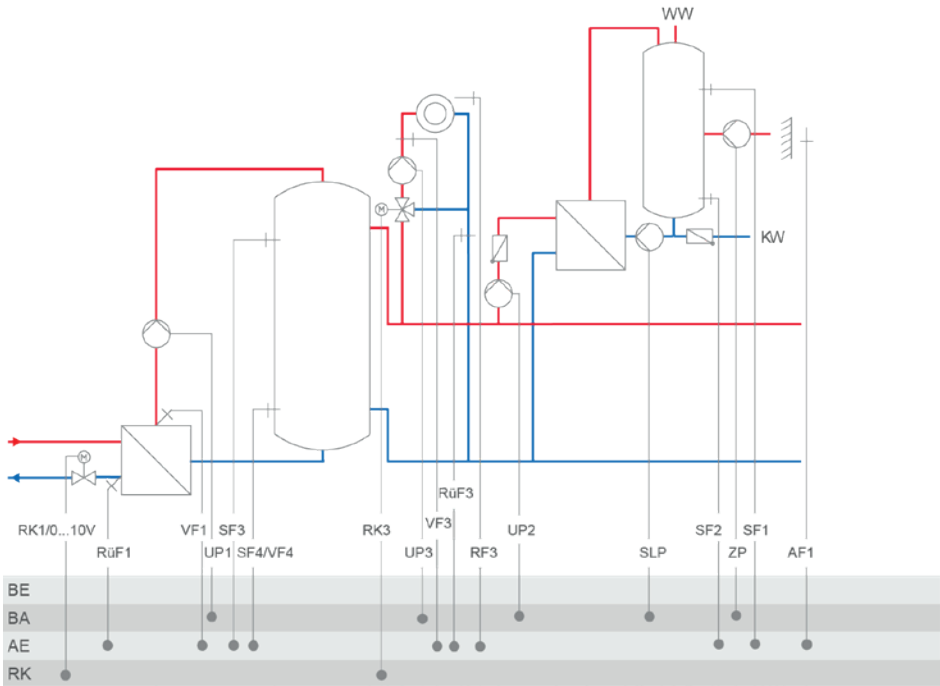 WW
M
KW
M
RüF3
RK1/0...10V VF1 SF3 RK3 VF3 UP2 SF2 SF1
RüF1 UP1 SF4/VF4 UP3 RF3 SLP ZP AF1
BE
BA
AE
RK